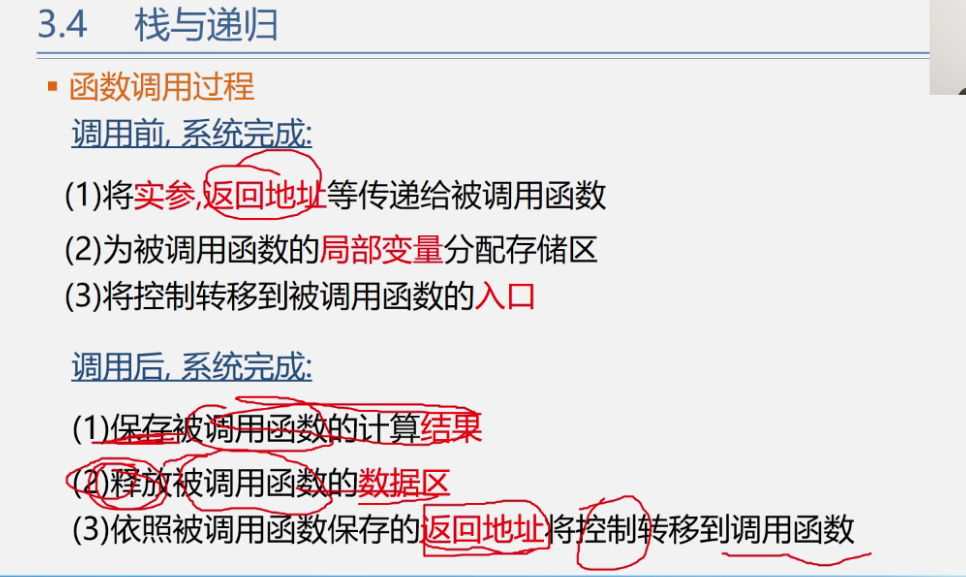 3.4 栈与递归
▪ 函数调用过程
调用前, 系统完成:
(1)将实参,返回地址等传递给被调用函数
(2)为被调用函数的局部变量分配存储区
(3)将控制转移到被调用函数的入口
调用后, 系统完成:
(1)保存被调用函数的计算结果
(2)释放被调用函数的数据区
(3)依照被调用函数保存的返回地址将控制转移到调用函数